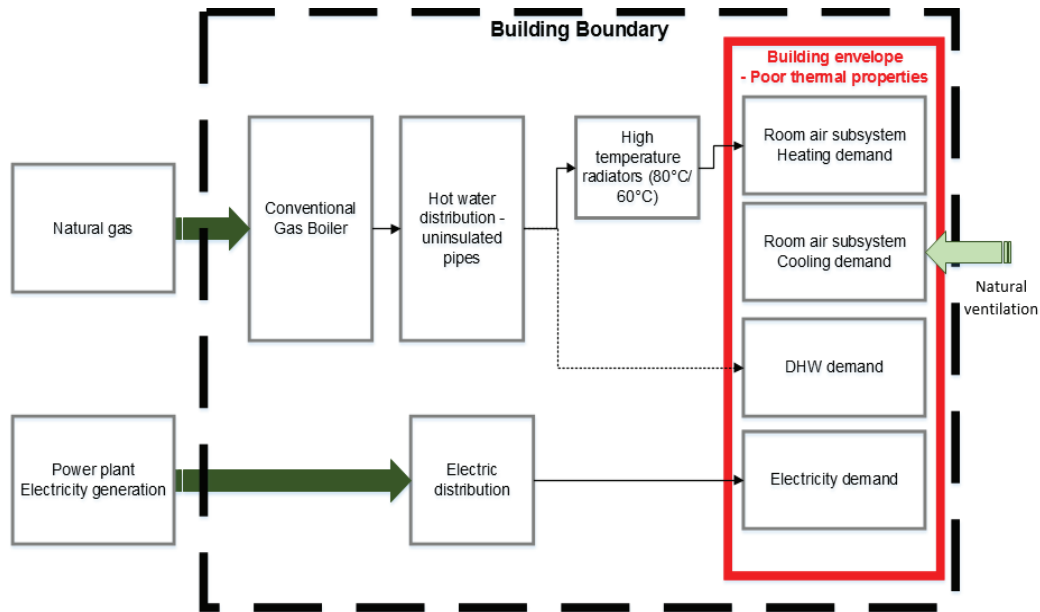 Building Boundary
Building envelope
- Poor thermal properties
Natural gas
Conventional
Gas Boiler
Hot water
distribution -
uninsulated
pipes
High
temperature
radiators (80°C/
60°C)
Room air subsystem
Heating demand
Room air subsystem
Cooling demand
Natural
ventilation
DHW demand
Power plant
Electricity generation
Electric
distribution
Electricity demand